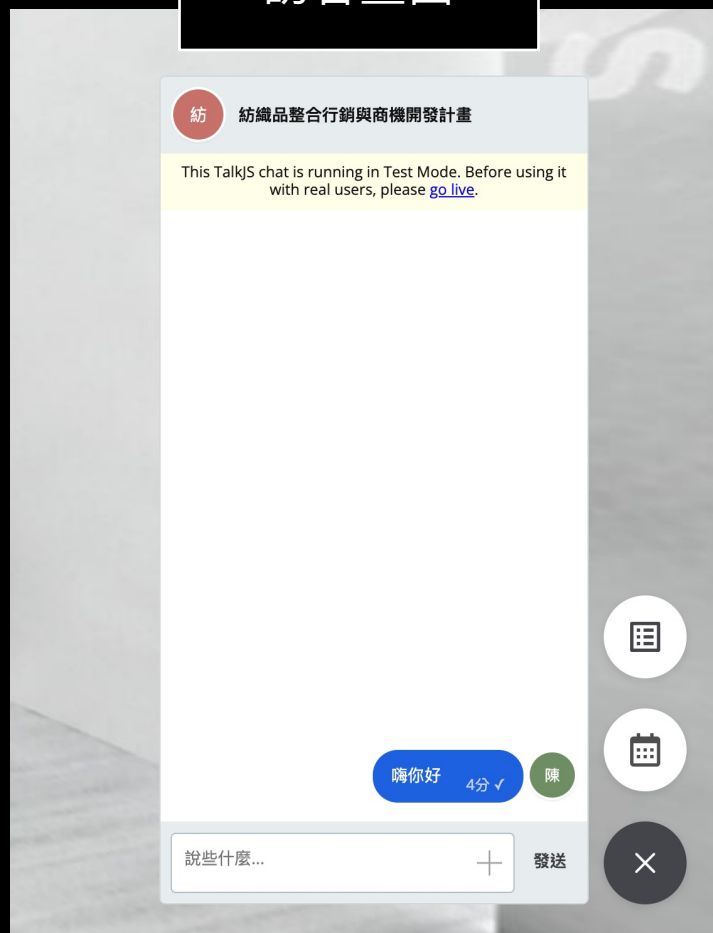 紡
紡織品整合行銷與商機開發計畫
This TalkJS chat is running in Test Mode. Before using it
with real users, please go live.
嗨你好
4分 ✓
陳
說些什麼...
發送